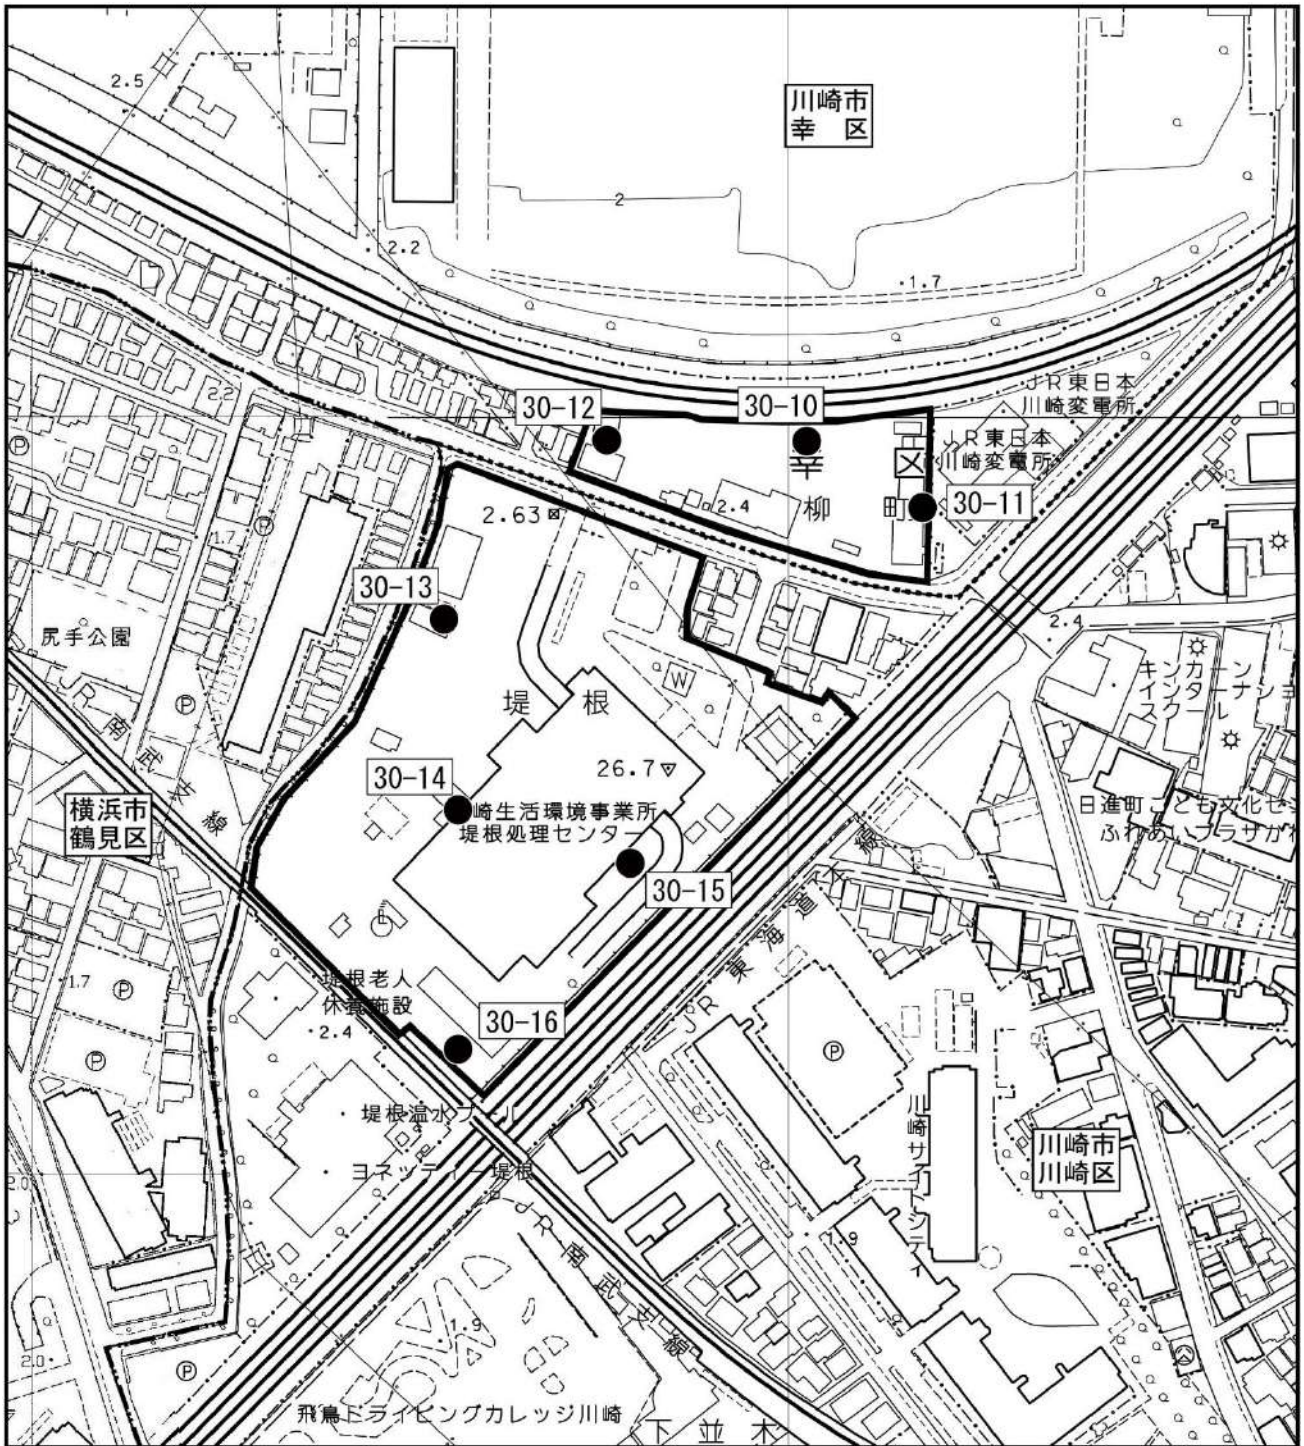 2.5
川崎市
幸　区
2
2.2
1.7
2
2.2
30-12
30-10
JR東日本
川崎変電所
JR東日本
川崎変電所
幸　区
30-11
2.4
柳　町
2.63
1.7
30-13
2.4
尻手公園
キンガーン
インターナショ
スクール
W
堤　根
JR南武支線
26.7
30-14
横浜市
鶴見区
崎生活環境事業所
堤根処理センター
日進町こども文化セン
ふれあいプラザかわ
30-15
JR東海道本線
堤根老人
休養施設
1.7
30-16
2.4
堤根温水プール
ヨネッティー堤根
川崎サイトシティ
川崎市
川崎区
2.0
JR南武支線
1.9
1.9
2.0
飛鳥ドライビングカレッジ川崎
下並木